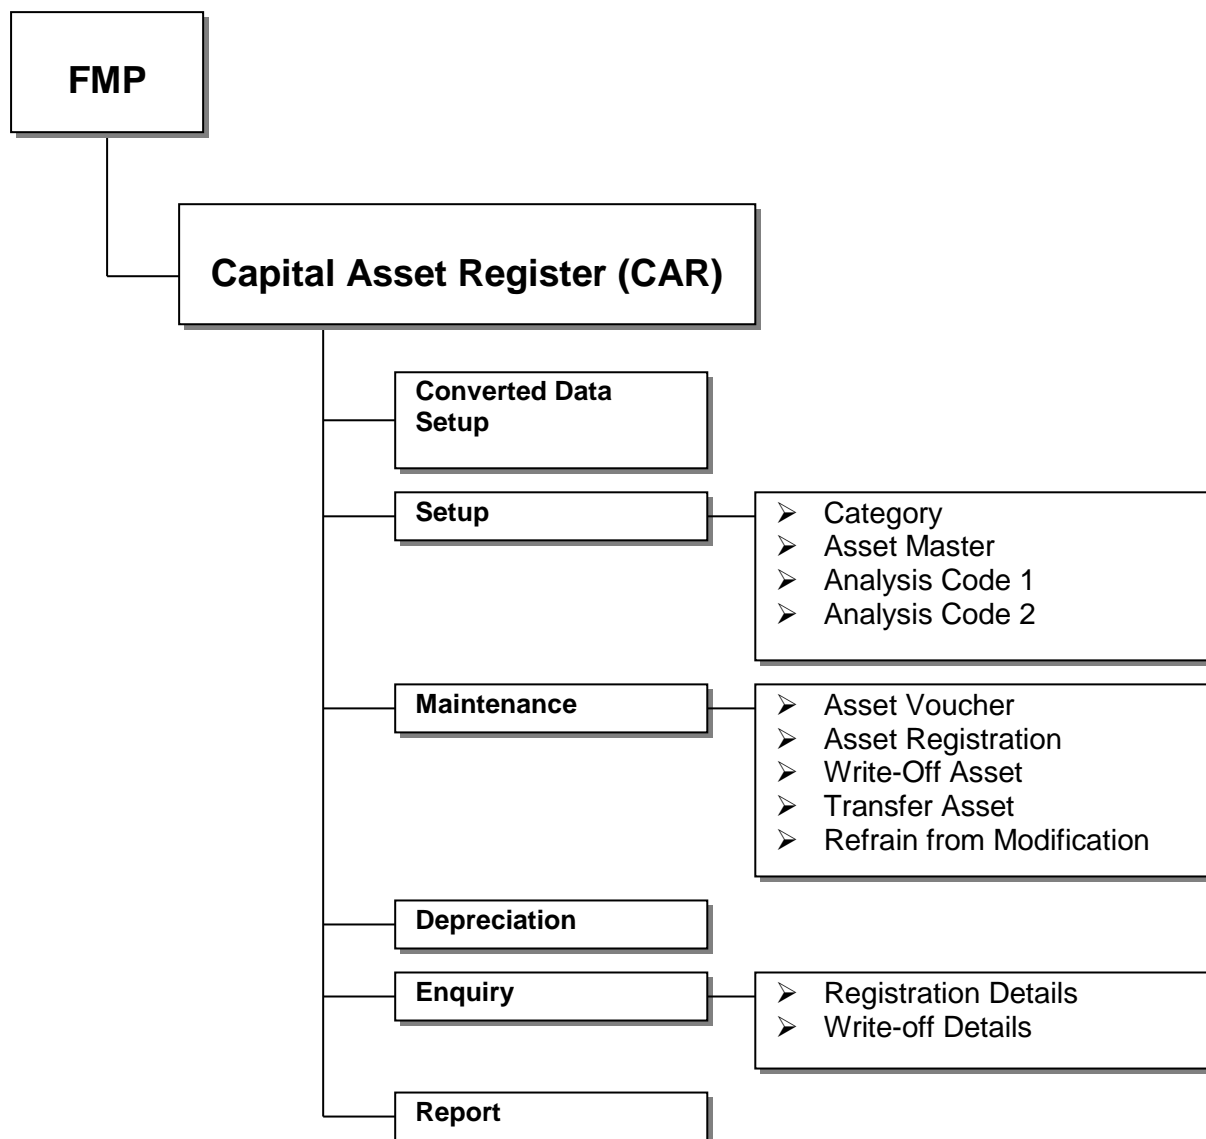 FMP
Capital Asset Register (CAR)
Converted Data
Setup
Setup
➢ Category
➢ Asset Master
➢ Analysis Code 1
➢ Analysis Code 2
Maintenance
➢ Asset Voucher
➢ Asset Registration
➢ Write-Off Asset
➢ Transfer Asset
➢ Refrain from Modification
Depreciation
Enquiry
➢ Registration Details
➢ Write-off Details
Report